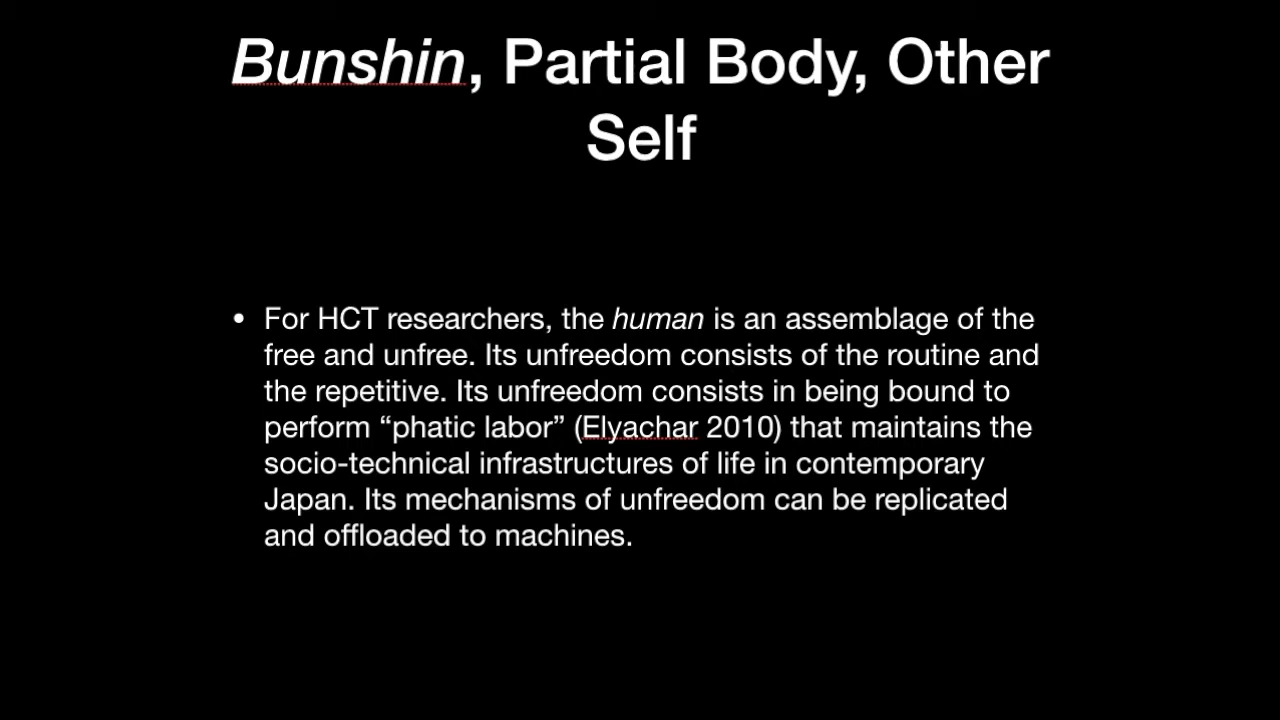 Bunshin, Partial Body, Other
Self
• For HCT researchers, the human is an assemblage of the
free and unfree. Its unfreedom consists of the routine and
the repetitive. Its unfreedom consists in being bound to
perform “phatic labor” (Elyachar 2010) that maintains the
socio-technical infrastructures of life in contemporary
Japan. Its mechanisms of unfreedom can be replicated
and offloaded to machines.